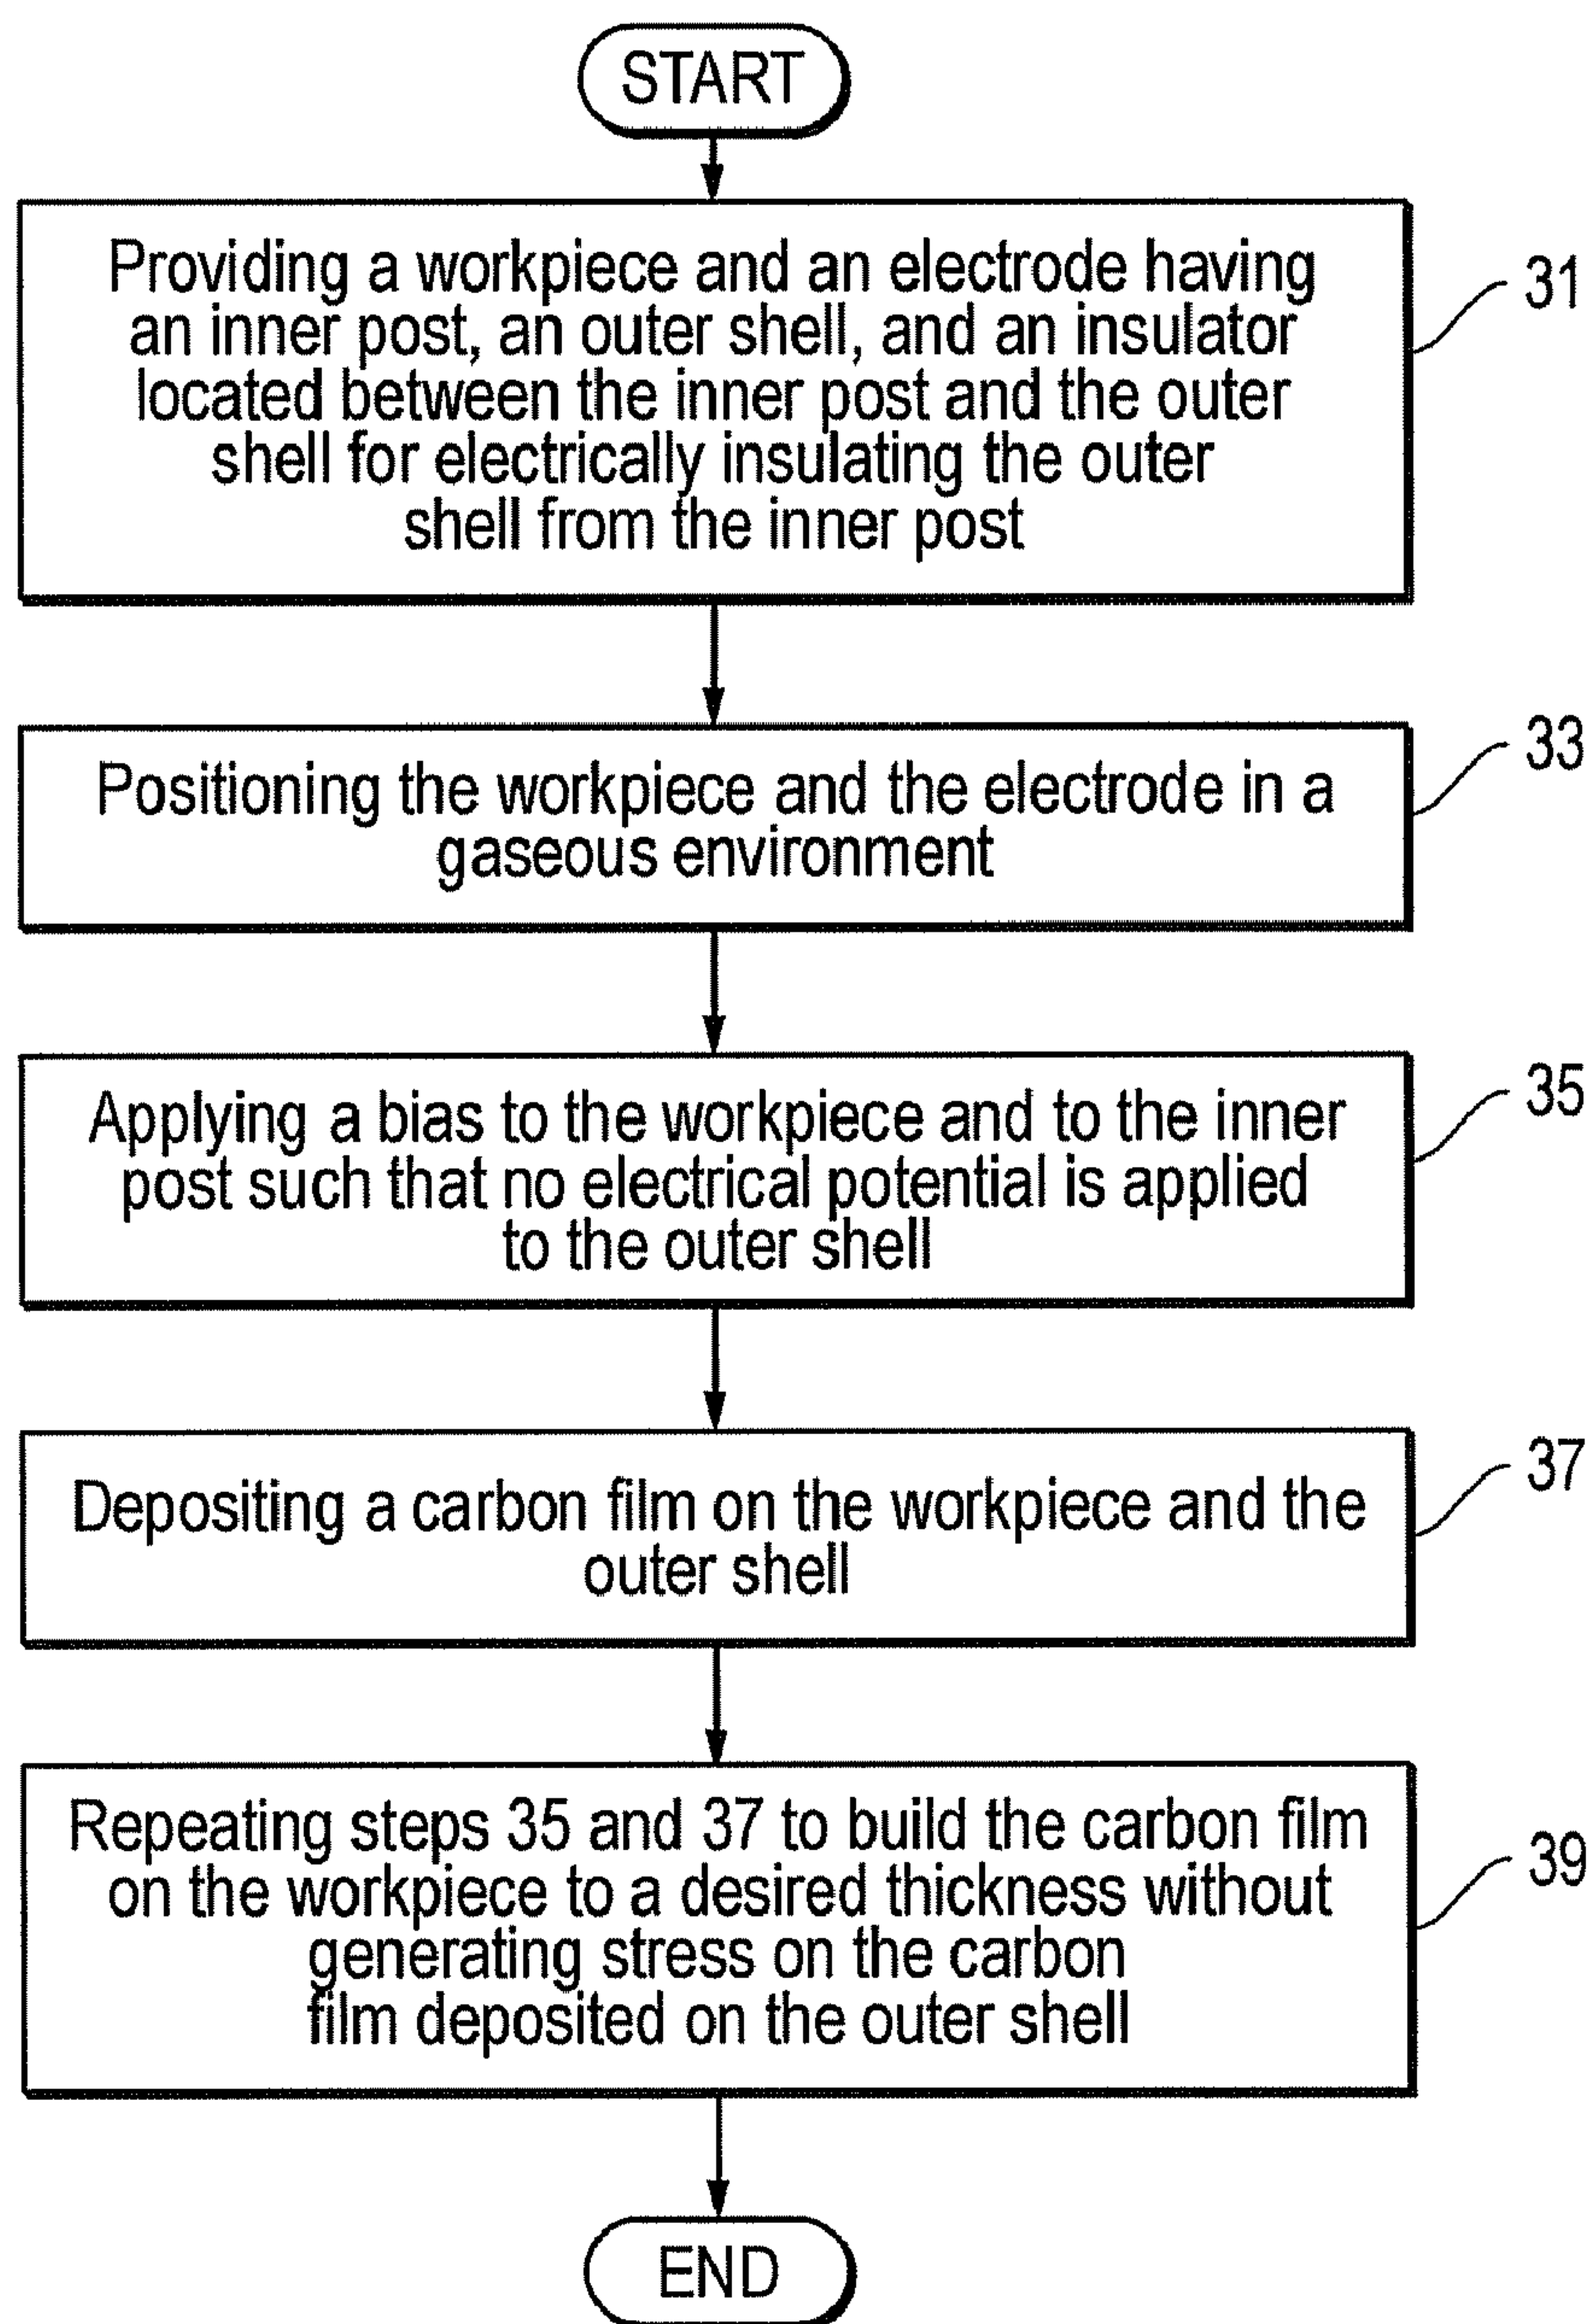 START
Providing a workpiece and an electrode having
an inner post, an outer shell, and an insulator
located between the inner post and the outer
shell for electrically insulating the outer
shell from the inner post
31
Positioning the workpiece and the electrode in a
gaseous environment
33
Applying a bias to the workpiece and to the inner
post such that no electrical potential is applied
to the outer shell
35
Depositing a carbon film on the workpiece and the
outer shell
37
Repeating steps 35 and 37 to build the carbon film
on the workpiece to a desired thickness without
generating stress on the carbon
film deposited on the outer shell
39
END